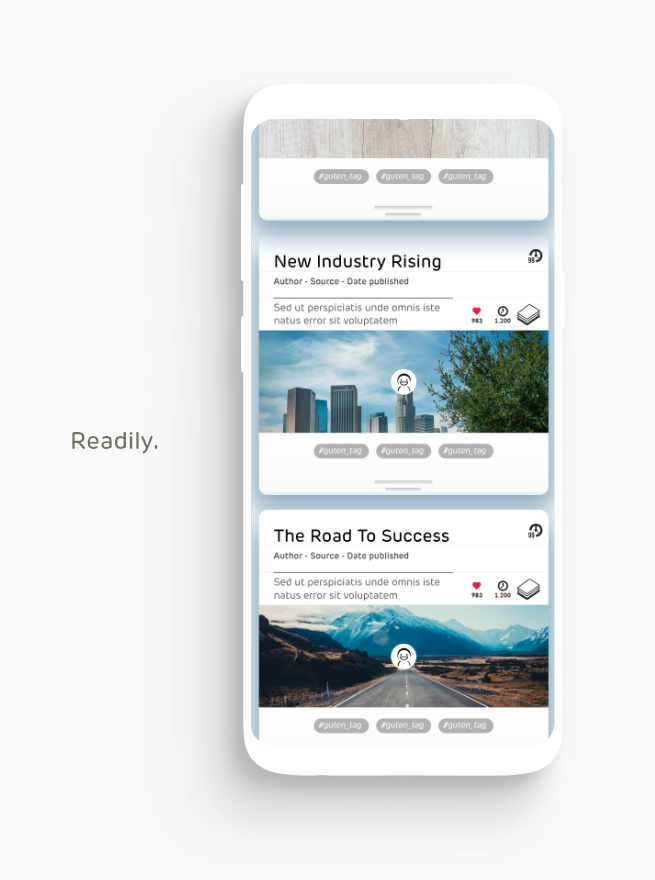 #guten_tag #guten_tag #guten_tag
New Industry Rising
99
Author - Source - Date published
Sed ut perspiciatis unde omnis iste
natus error sit voluptatem
983 1.200
#guten_tag #guten_tag #guten_tag
Readily.
The Road To Success
99
Author - Source - Date published
Sed ut perspiciatis unde omnis iste
natus error sit voluptatem
983 1.200
#guten_tag #guten_tag #guten_tag